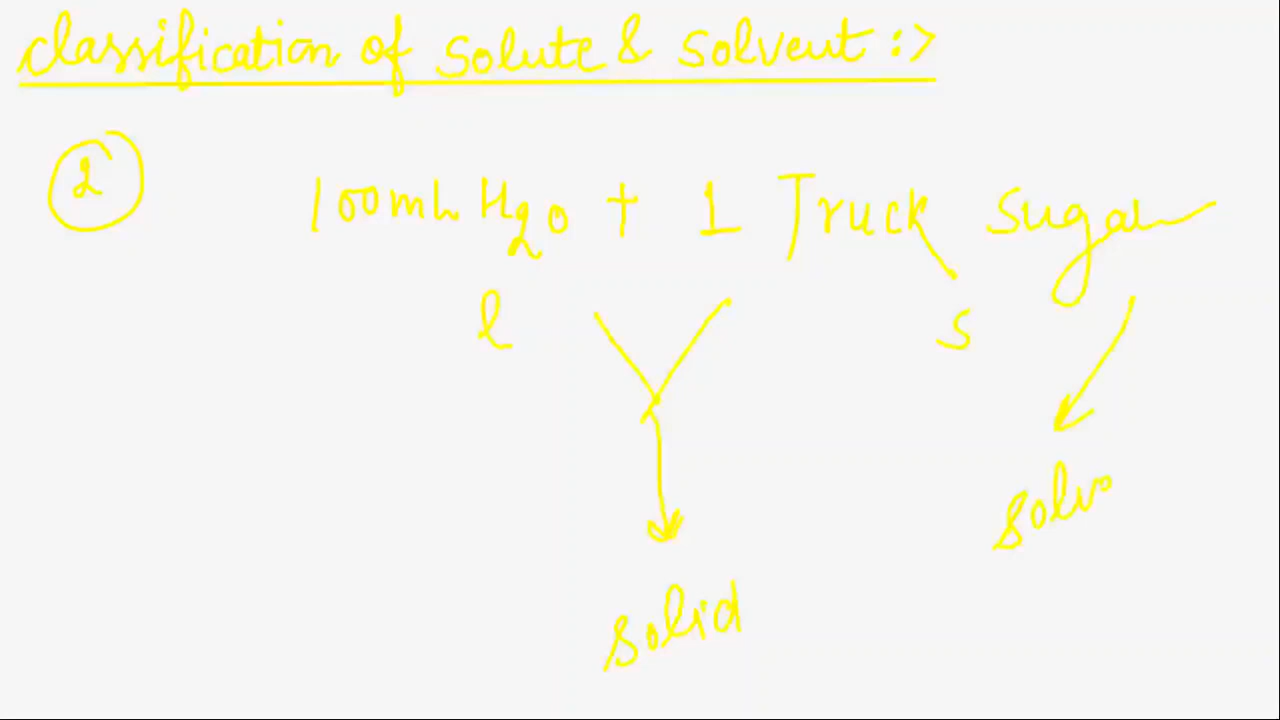 Classification of Solute & Solvent :>
2 100mL H2O + 1 Truck Sugar
l s
Solv
Solid